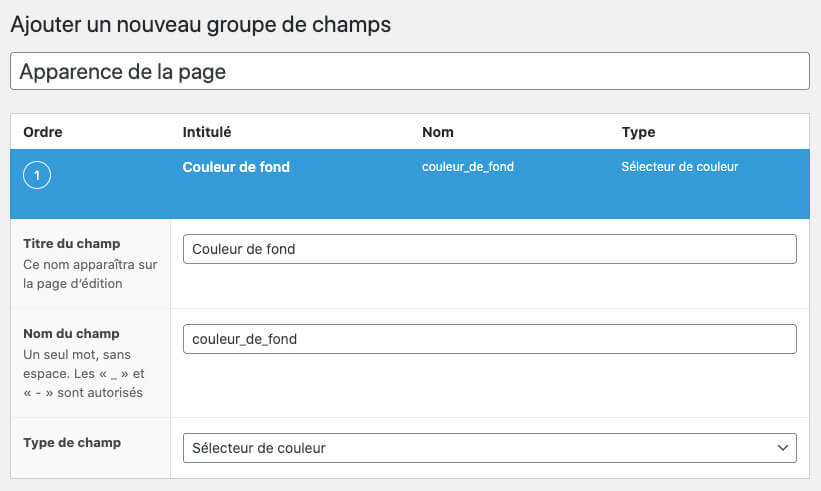 Ajouter un nouveau groupe de champs
Apparence de la page
Ordre Intitulé Nom Type
1 Couleur de fond couleur_de_fond Sélecteur de couleur
Titre du champ
Ce nom apparaîtra sur
la page d'édition
Couleur de fond
Nom du champ
Un seul mot, sans
espace. Les « _ » et
« - » sont autorisés
couleur_de_fond
Type de champ
Sélecteur de couleur